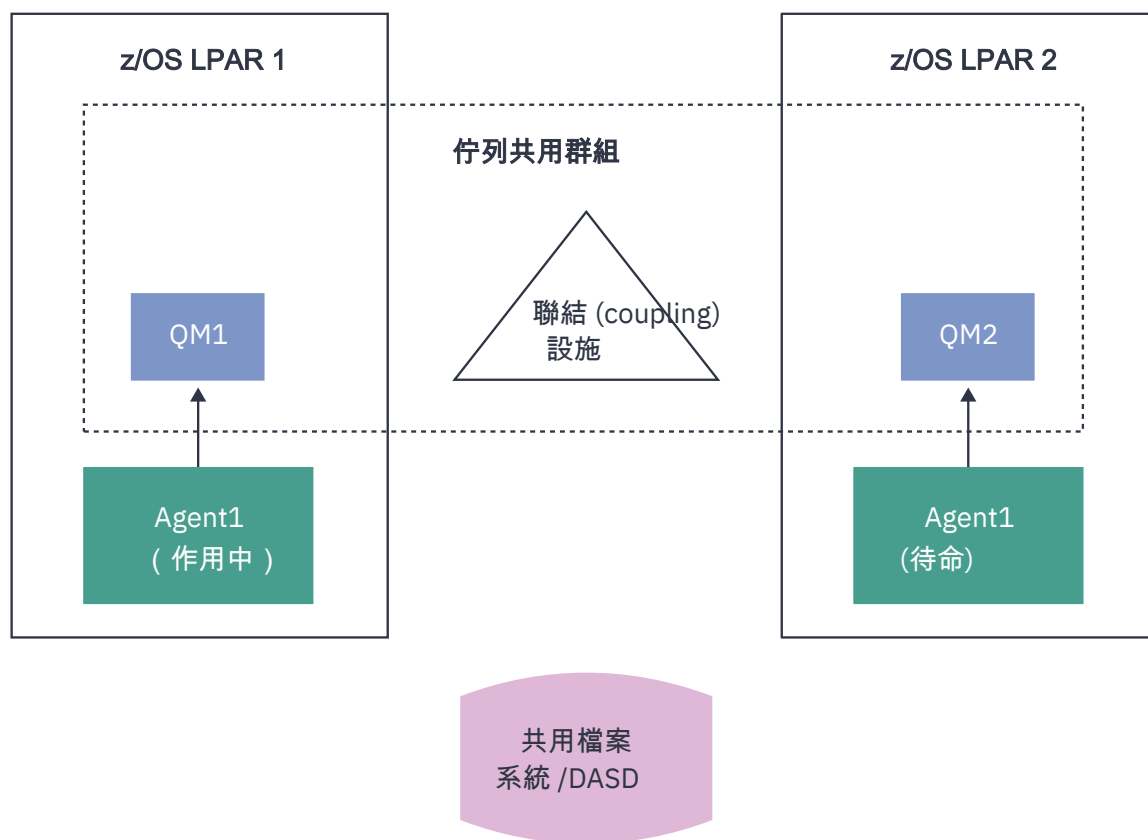 z/OS LPAR 1
z/OS LPAR 2
佇列共用群組
聯結 (coupling)
設施
QM1
QM2
Agent1
( 作用中 )
Agent1
(待命)
共用檔案
系統 /DASD